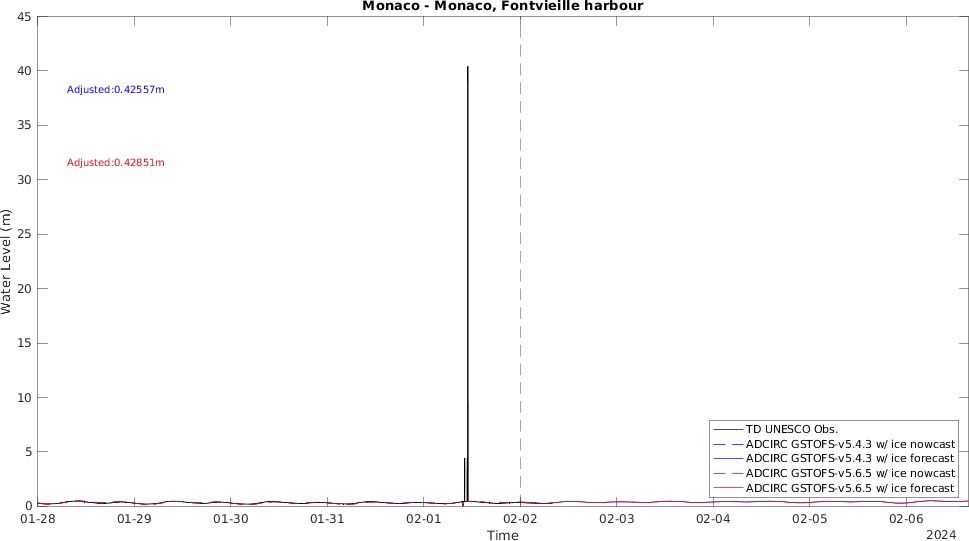 Monaco - Monaco, Fontvieille harbour
45
40
35
30
25
20
15
10
5
0
Water Level (m)
Adjusted:0.42557m
Adjusted:0.42851m
TD UNESCO Obs.
ADCIRC GSTOFS-v5.4.3 w/ ice nowcast
ADCIRC GSTOFS-v5.4.3 w/ ice forecast
ADCIRC GSTOFS-v5.6.5 w/ ice nowcast
ADCIRC GSTOFS-v5.6.5 w/ ice forecast
01-28 01-29 01-30 01-31 02-01 02-02 02-03 02-04 02-05 02-06
Time
2024